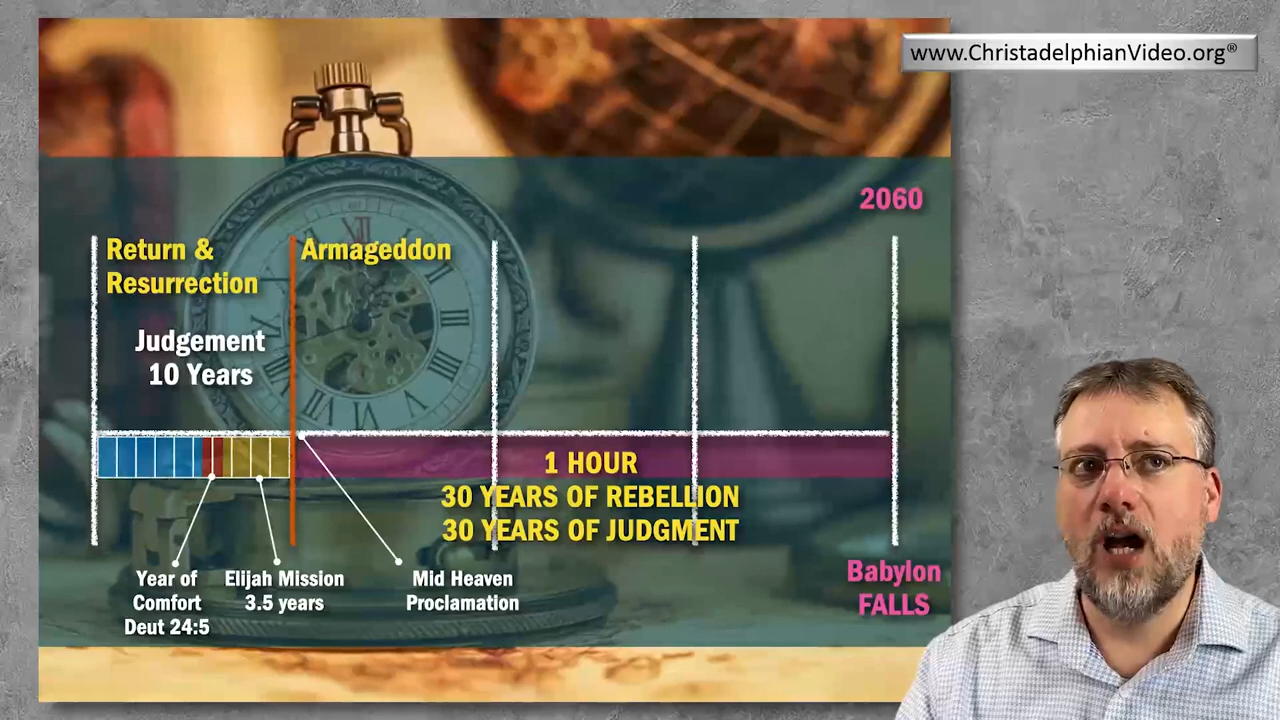 www.ChristadelphianVideo.org®
2060
Return &
Resurrection
Armageddon
Judgement
10 Years
1 HOUR
30 YEARS OF REBELLION
30 YEARS OF JUDGMENT
Year of
Comfort
Deut 24:5
Elijah Mission
3.5 years
Mid Heaven
Proclamation
Babylon
FALLS